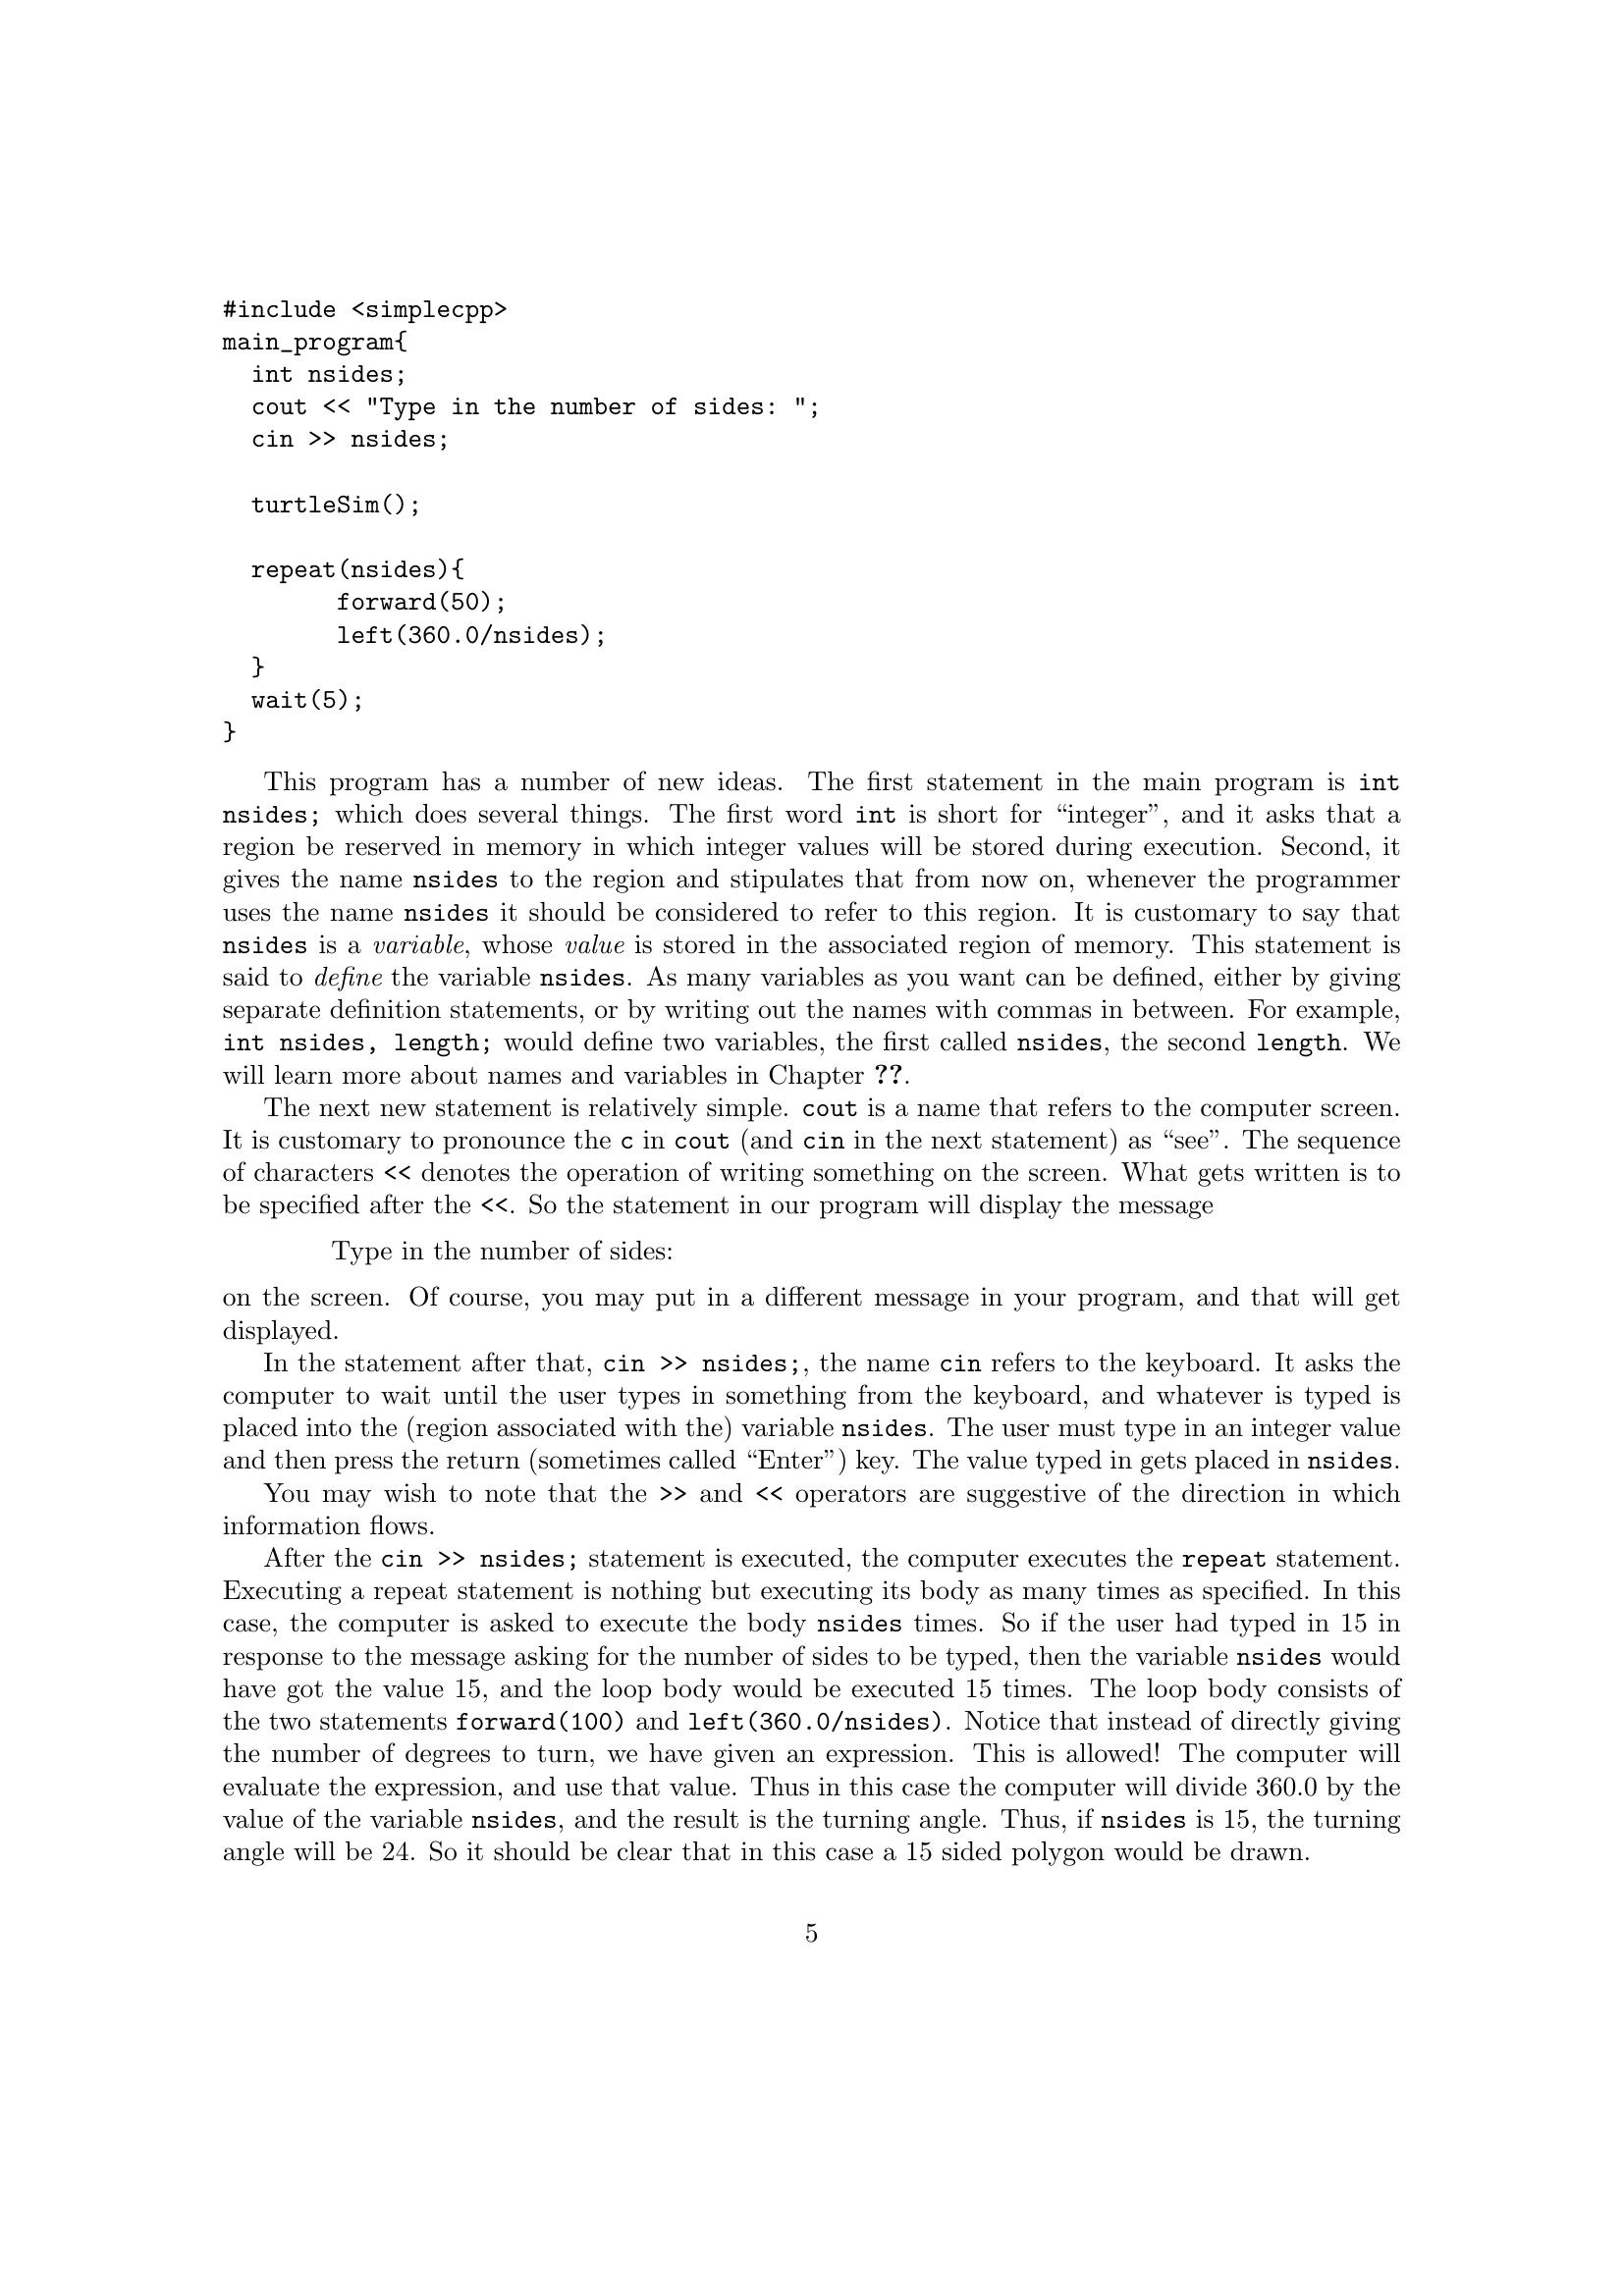 #include <simplecpp>
main_program{
  int nsides;
  cout << "Type in the number of sides: ";
  cin >> nsides;

  turtleSim();

  repeat(nsides){
        forward(50);
        left(360.0/nsides);
  }
  wait(5);
}
This program has a number of new ideas. The first statement in the main program is int
nsides; which does several things. The first word int is short for “integer”, and it asks that a
region be reserved in memory in which integer values will be stored during execution. Second, it
gives the name nsides to the region and stipulates that from now on, whenever the programmer
uses the name nsides it should be considered to refer to this region. It is customary to say that
nsides is a variable, whose value is stored in the associated region of memory. This statement is
said to define the variable nsides. As many variables as you want can be defined, either by giving
separate definition statements, or by writing out the names with commas in between. For example,
int nsides, length; would define two variables, the first called nsides, the second length. We
will learn more about names and variables in Chapter ??.
The next new statement is relatively simple. cout is a name that refers to the computer screen.
It is customary to pronounce the c in cout (and cin in the next statement) as “see”. The sequence
of characters << denotes the operation of writing something on the screen. What gets written is to
be specified after the <<. So the statement in our program will display the message
Type in the number of sides:
on the screen. Of course, you may put in a different message in your program, and that will get
displayed.
In the statement after that, cin >> nsides;, the name cin refers to the keyboard. It asks the
computer to wait until the user types in something from the keyboard, and whatever is typed is
placed into the (region associated with the) variable nsides. The user must type in an integer value
and then press the return (sometimes called “Enter”) key. The value typed in gets placed in nsides.
You may wish to note that the >> and << operators are suggestive of the direction in which
information flows.
After the cin >> nsides; statement is executed, the computer executes the repeat statement.
Executing a repeat statement is nothing but executing its body as many times as specified. In this
case, the computer is asked to execute the body nsides times. So if the user had typed in 15 in
response to the message asking for the number of sides to be typed, then the variable nsides would
have got the value 15, and the loop body would be executed 15 times. The loop body consists of
the two statements forward(100) and left(360.0/nsides). Notice that instead of directly giving
the number of degrees to turn, we have given an expression. This is allowed! The computer will
evaluate the expression, and use that value. Thus in this case the computer will divide 360.0 by the
value of the variable nsides, and the result is the turning angle. Thus, if nsides is 15, the turning
angle will be 24. So it should be clear that in this case a 15 sided polygon would be drawn.
5